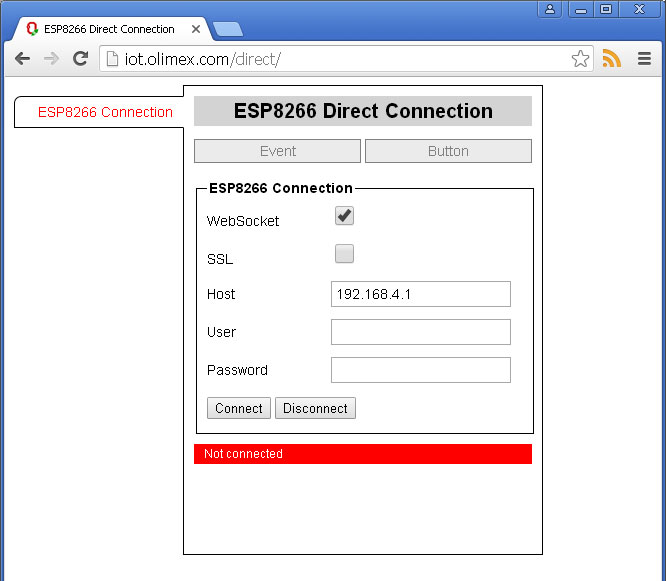 ESP8266 Direct Connection
iot.olimex.com/direct/
ESP8266 Connection
ESP8266 Direct Connection
Event Button
ESP8266 Connection
WebSocket
SSL
Host 192.168.4.1
User
Password
Connect Disconnect
Not connected